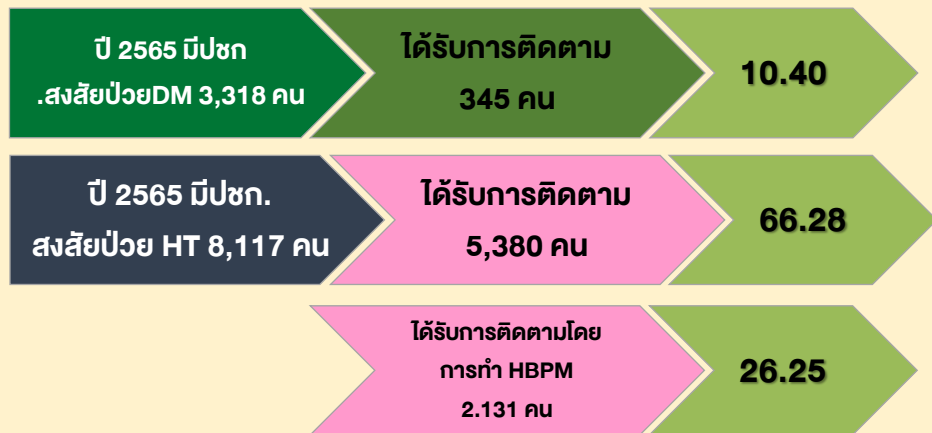 ปี 2565 มีปชก
.สงสัยป่วยDM 3,318 คน
ได้รับการติดตาม
345 คน
10.40
ปี 2565 มีปชก.
สงสัยป่วย HT 8,117 คน
ได้รับการติดตาม
5,380 คน
66.28
ได้รับการติดตามโดย
การทำ HBPM
2.131 คน
26.25